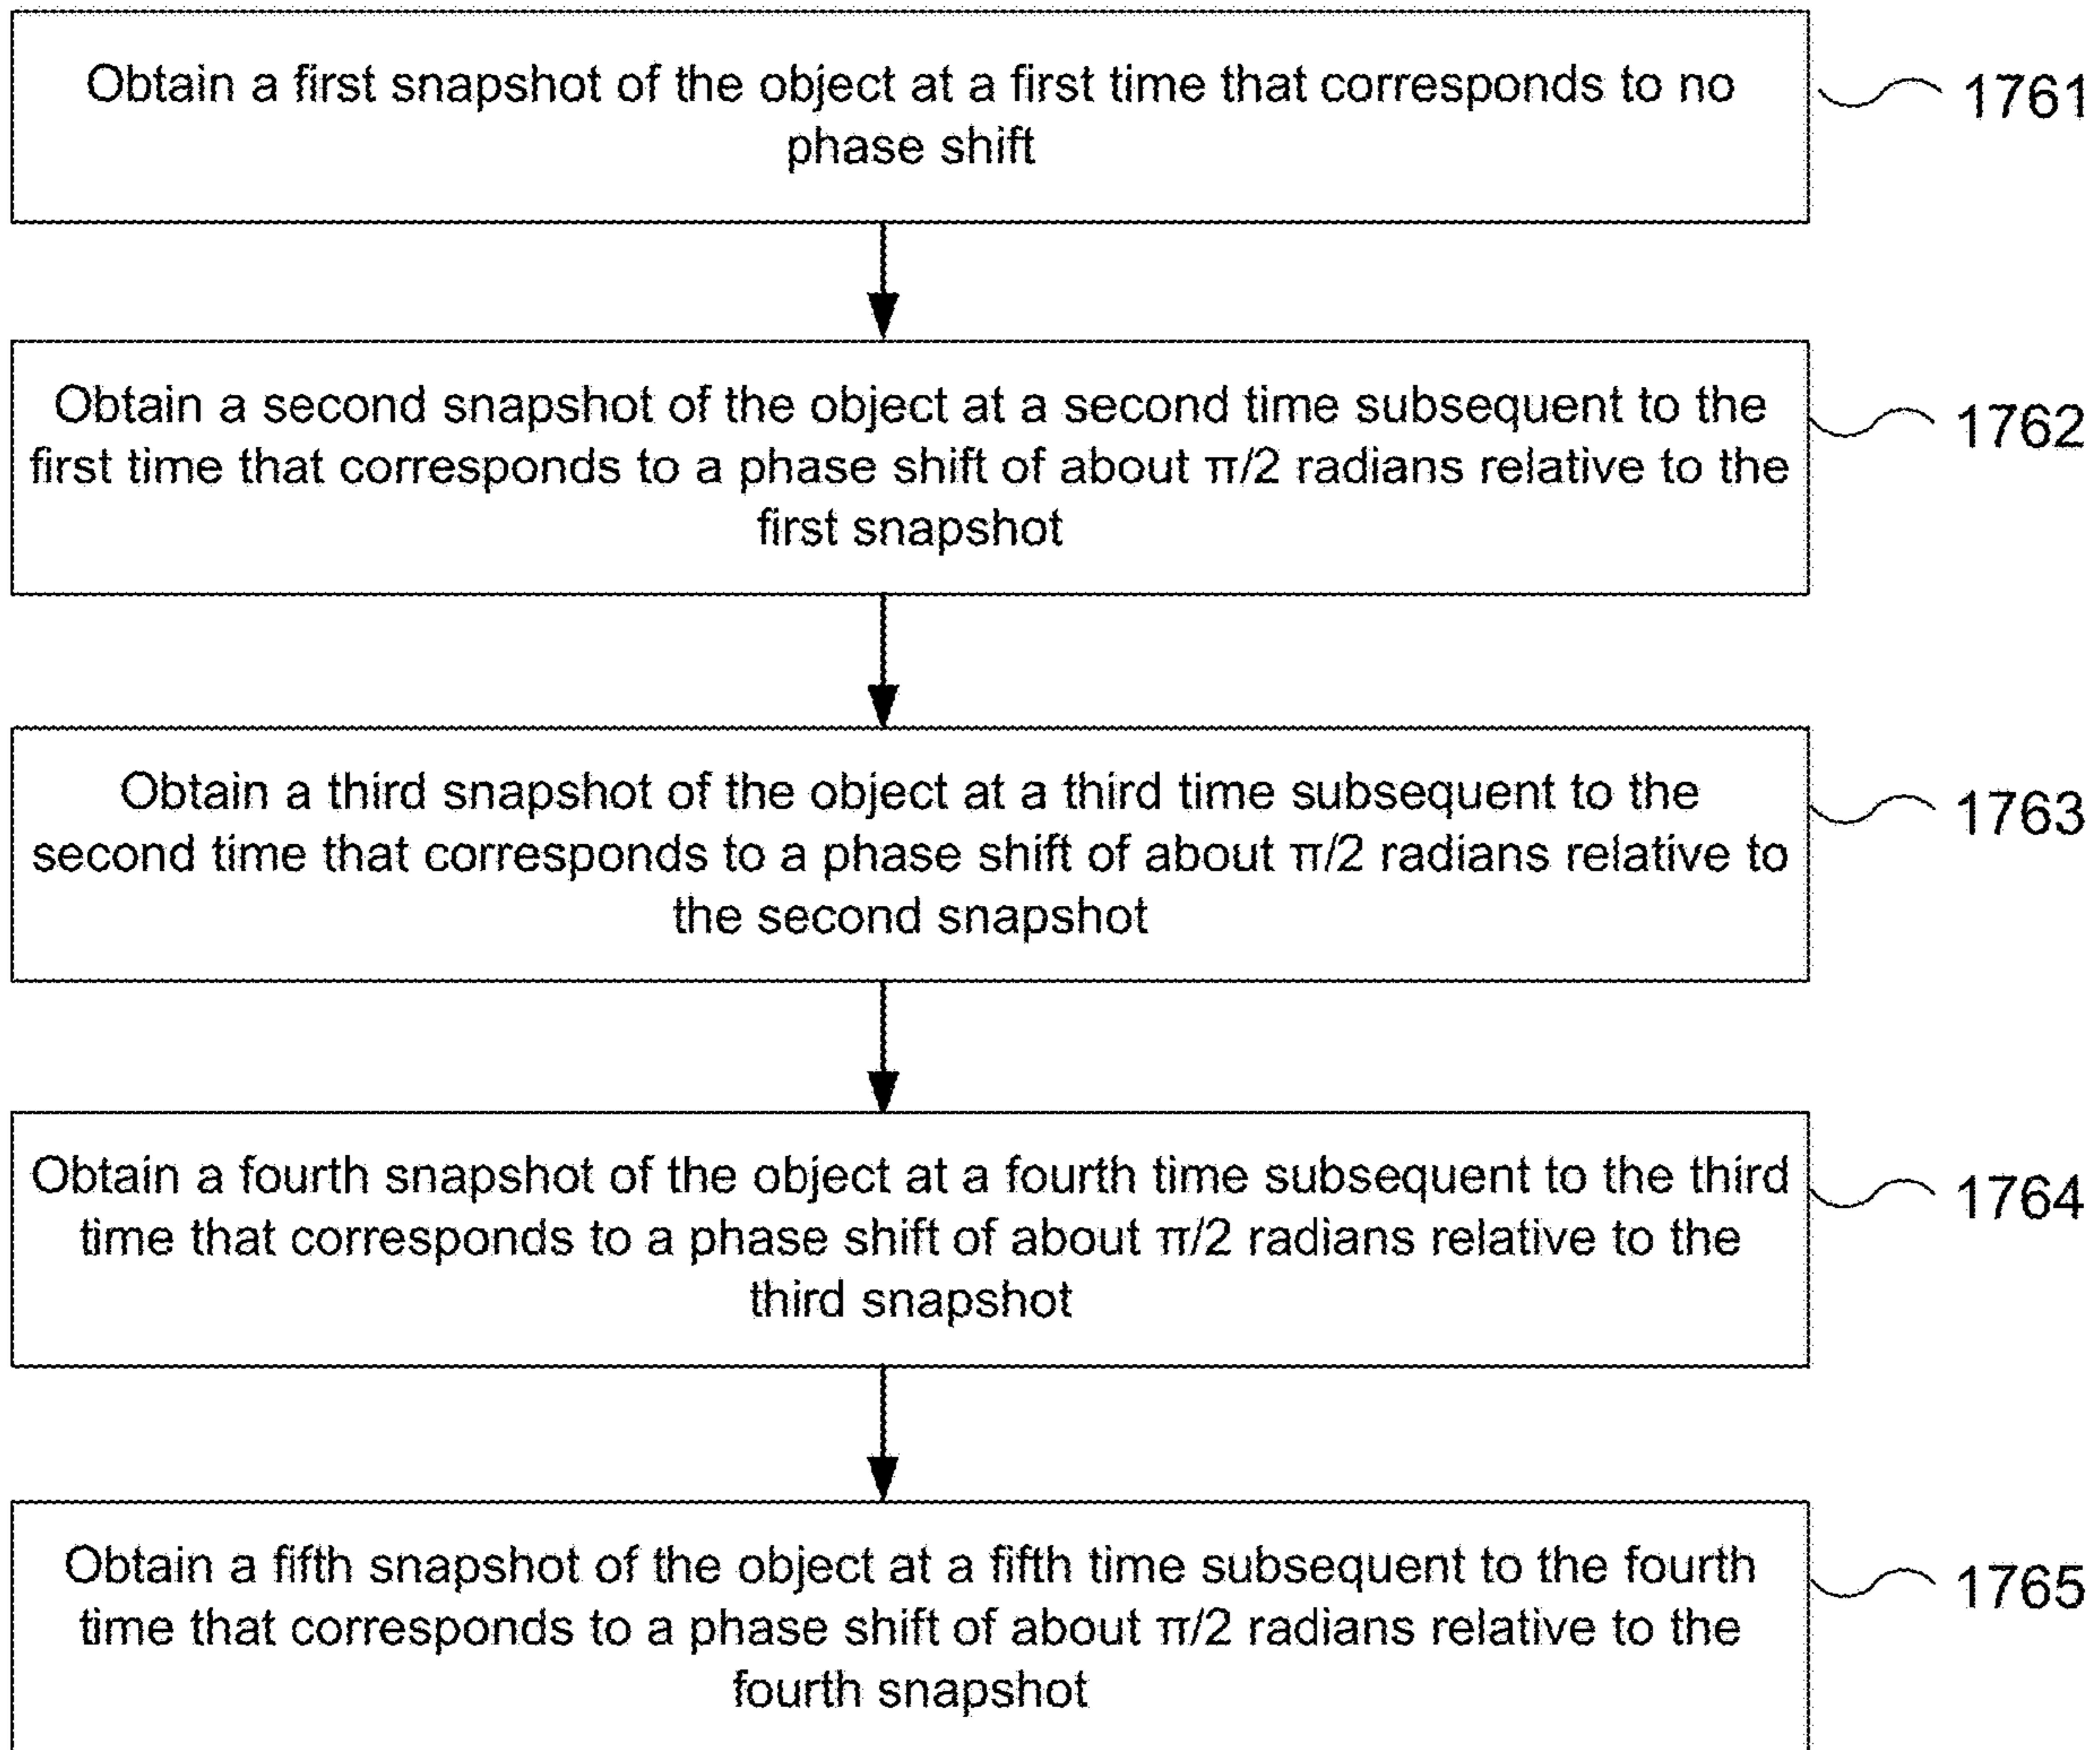 Obtain a first snapshot of the object at a first time that corresponds to no
phase shift
1761
Obtain a second snapshot of the object at a second time subsequent to the
first time that corresponds to a phase shift of about π/2 radians relative to the
first snapshot
1762
Obtain a third snapshot of the object at a third time subsequent to the
second time that corresponds to a phase shift of about π/2 radians relative to
the second snapshot
1763
Obtain a fourth snapshot of the object at a fourth time subsequent to the third
time that corresponds to a phase shift of about π/2 radians relative to the
third snapshot
1764
Obtain a fifth snapshot of the object at a fifth time subsequent to the fourth
time that corresponds to a phase shift of about π/2 radians relative to the
fourth snapshot
1765